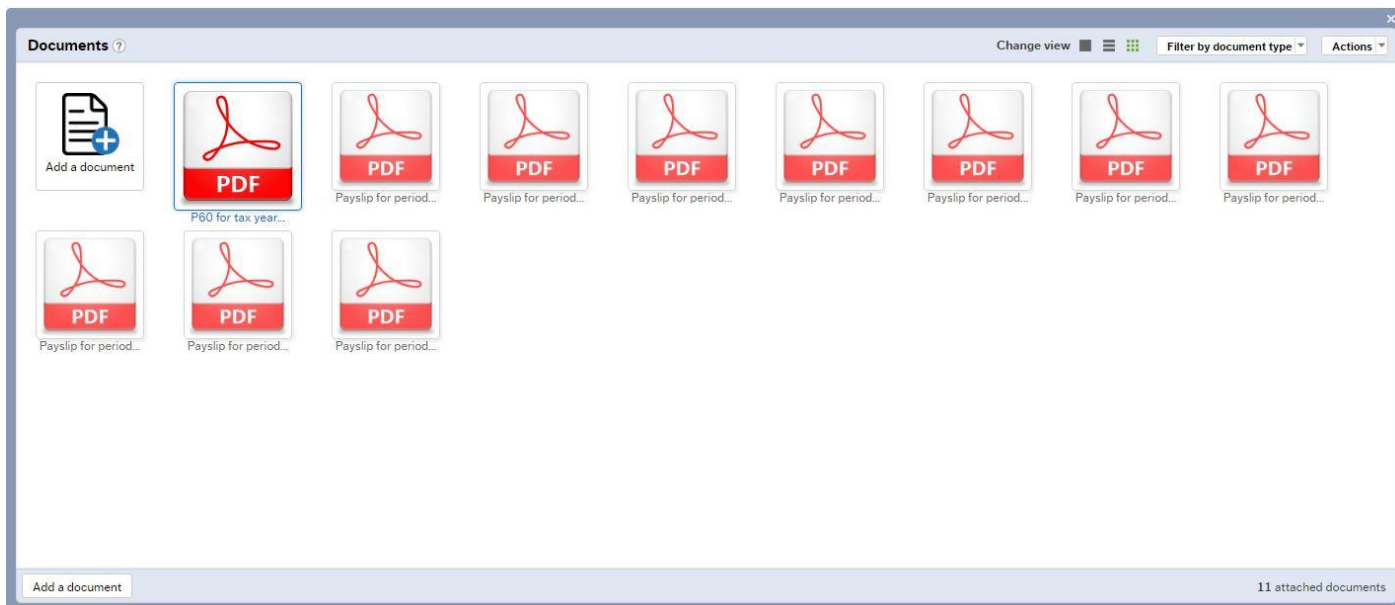 Documents ? Change view Filter by document type Actions
Add a document
PDF
PDF
PDF
PDF
PDF
PDF
PDF
PDF
P60 for tax year...
Payslip for period...
Payslip for period...
Payslip for period...
Payslip for period...
Payslip for period...
Payslip for period...
Payslip for period...
PDF
PDF
PDF
Payslip for period...
Payslip for period...
Payslip for period...
Add a document 11 attached documents